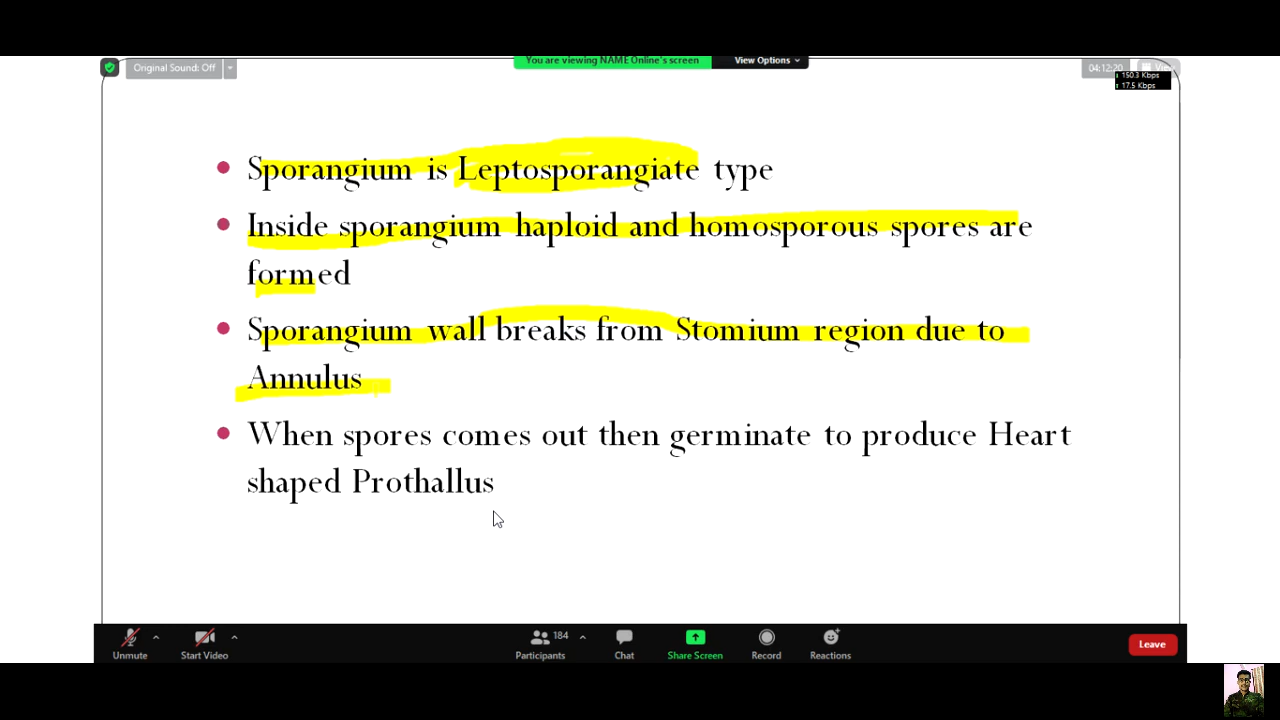 You are viewing NAME Online's screen View Options
Original Sound: Off
04:12:20 View
150.3 Kbps
17.5 Kbps
Sporangium is Leptosporangiate type
Inside sporangium haploid and homosporous spores are
formed
Sporangium wall breaks from Stomium region due to
Annulus
When spores comes out then germinate to produce Heart
shaped Prothallus
184
Unmute Start Video Participants Chat Share Screen Record Reactions Leave